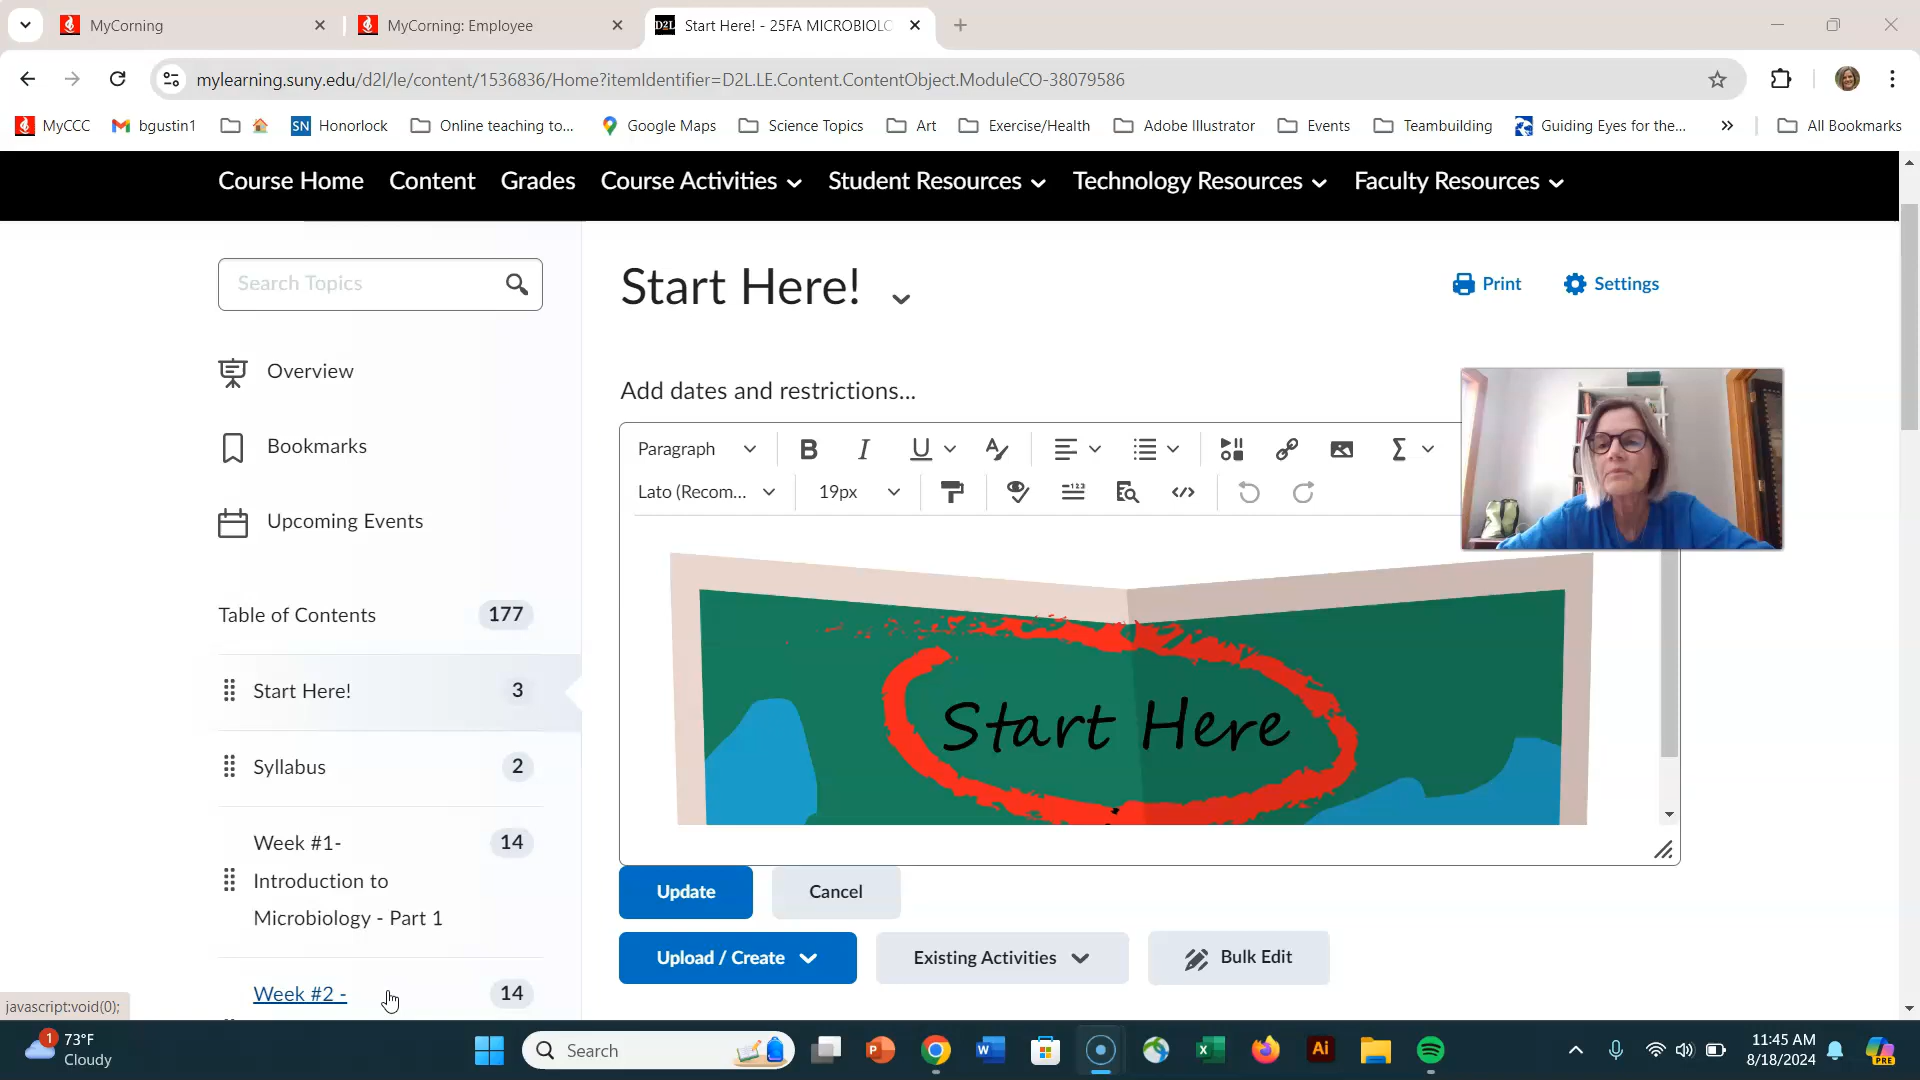 MyCorning
MyCorning: Employee
D2L Start Here! - 25FA MICROBIOLO
mylearning.suny.edu/d2l/le/content/1536836/Home?itemIdentifier=D2L.LE.Content.ContentObject.ModuleCO-38079586
MyCCC bgustin1 SN Honorlock Online teaching to... Google Maps Science Topics Art Exercise/Health Adobe Illustrator Events Teambuilding Guiding Eyes for the... » All Bookmarks
Course Home Content Grades Course Activities Student Resources Technology Resources Faculty Resources
Search Topics
Overview
Bookmarks
Upcoming Events
Table of Contents 177
Start Here! 3
Syllabus 2
Week #1- 14
Introduction to
Microbiology - Part 1
Week #2 - 14
Start Here!
Print Settings
Add dates and restrictions...
Paragraph B I U
Lato (Recom... 19px
Start Here
Update Cancel
Upload / Create Existing Activities Bulk Edit
javascript:void(0);
1 73°F
Cloudy
Search
P W X Ai
11:45 AM
8/18/2024
PRE